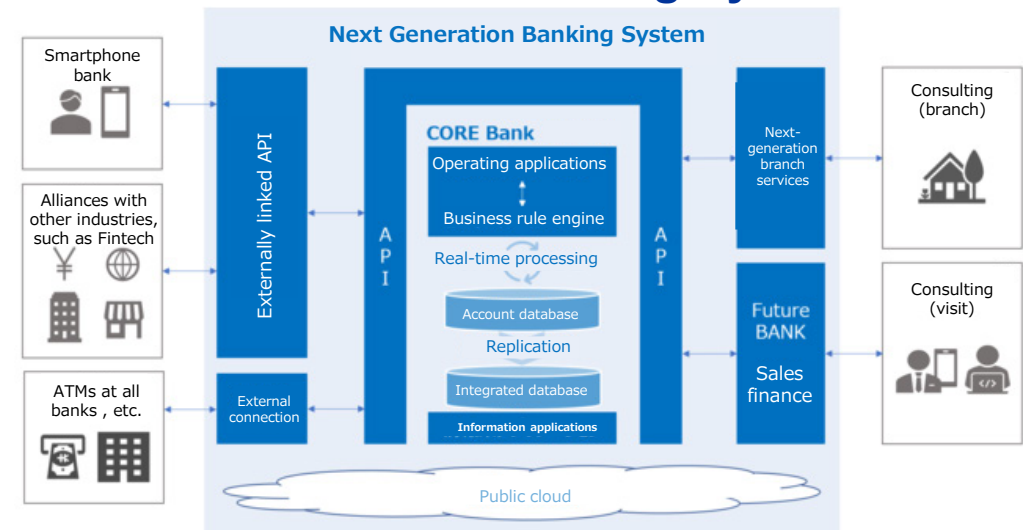 Next Generation Banking System
Smartphone
bank
Alliances with
other industries,
such as Fintech
ATMs at all
banks , etc.
Externally linked API
External
connection
API
CORE Bank
Operating applications
Business rule engine
Real-time processing
Account database
Replication
Integrated database
Information applications
API
Next-
generation
branch
services
Future
BANK
Sales
finance
Consulting
(branch)
Consulting
(visit)
Public cloud